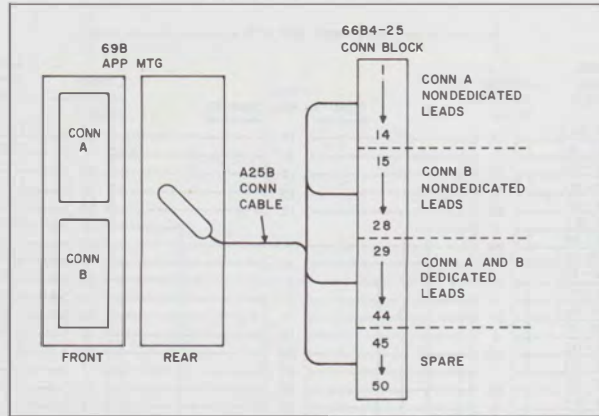 69B
APP MTG
CONN
A
CONN
B
FRONT
REAR
A25B
CONN
CABLE
66B4-25
CONN BLOCK
1
14
15
28
29
44
45
50
CONN A
NONDEDICATED
LEADS
CONN B
NONDEDICATED
LEADS
CONN A AND B
DEDICATED
LEADS
SPARE